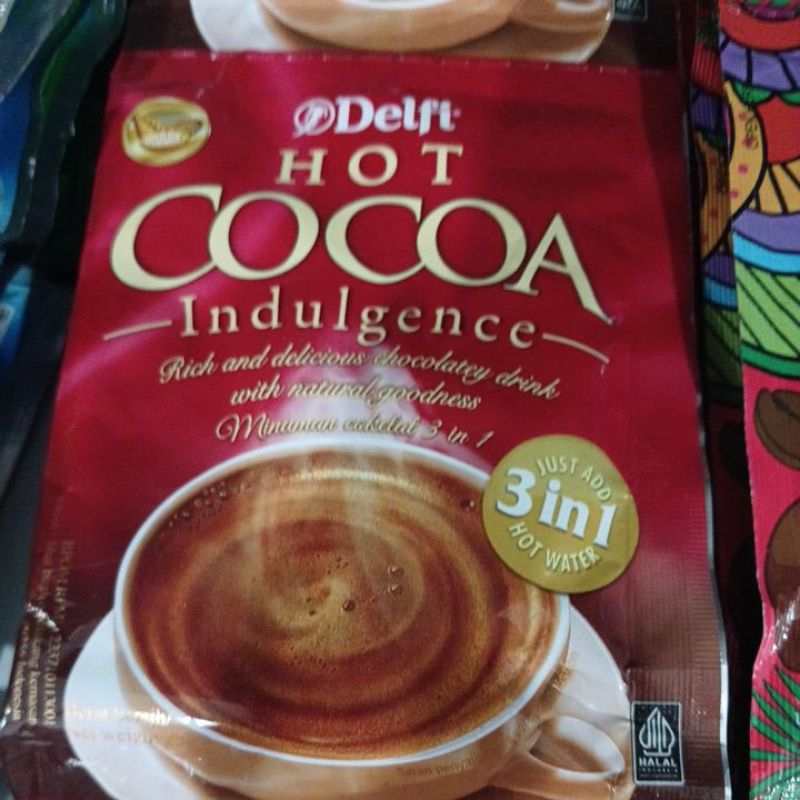 Delfi
HOT
COCOA
Indulgence
Rich and delicious chocolatey drink
with natural goodness
Minuman cokelat 3 in 1
JUST ADD
3 in 1
HOT WATER
HALAL
INDONESIA